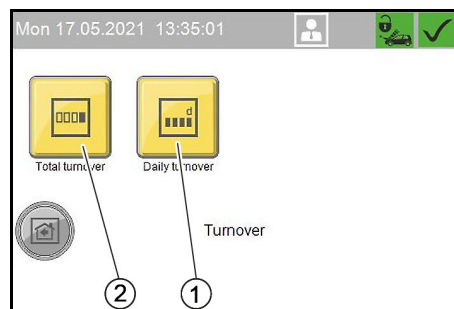 Mon 17.05.2021 13:35:01
d
Total turnover
Daily turnover
Turnover
2
1